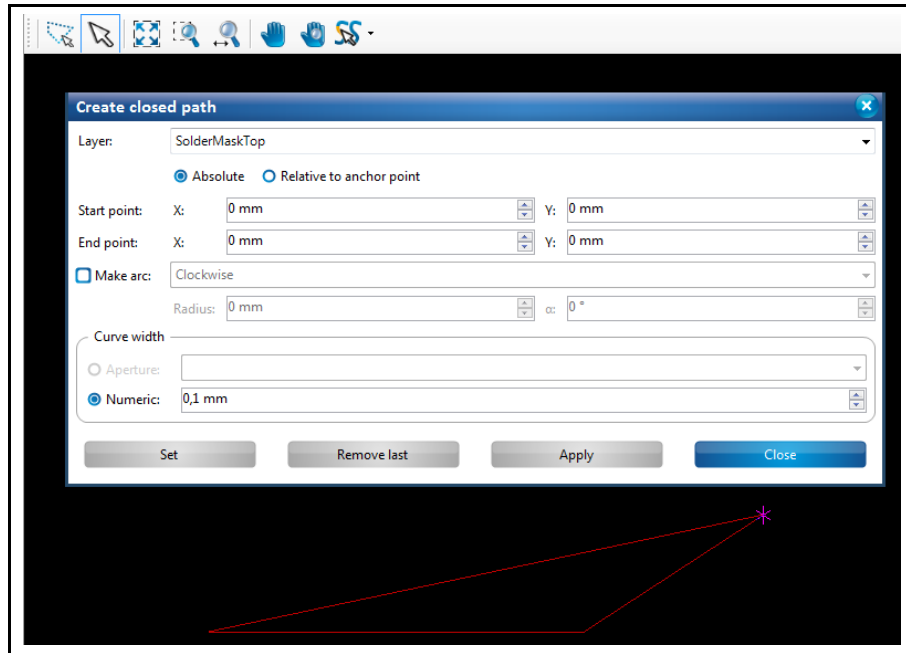 Create closed path
Layer: SolderMaskTop
Absolute Relative to anchor point
Start point: X: 0 mm Y: 0 mm
End point: X: 0 mm Y: 0 mm
Make arc: Clockwise
Radius: 0 mm α: 0 °
Curve width
Aperture:
Numeric: 0,1 mm
Set Remove last Apply Close